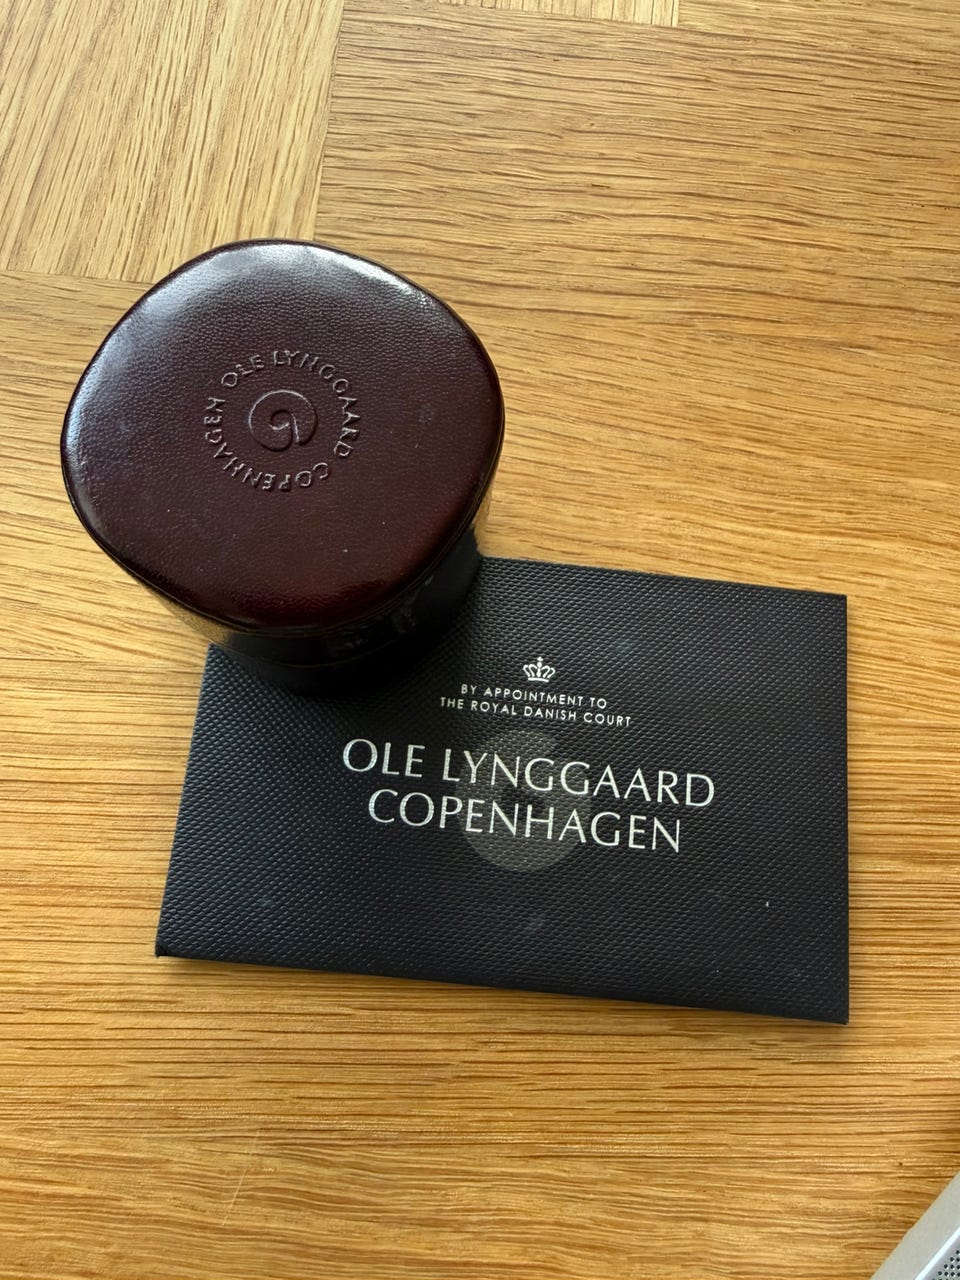 OLE LYNGGAARD COPENHAGEN
BY APPOINTMENT TO
THE ROYAL DANISH COURT
OLE LYNGGAARD
COPENHAGEN